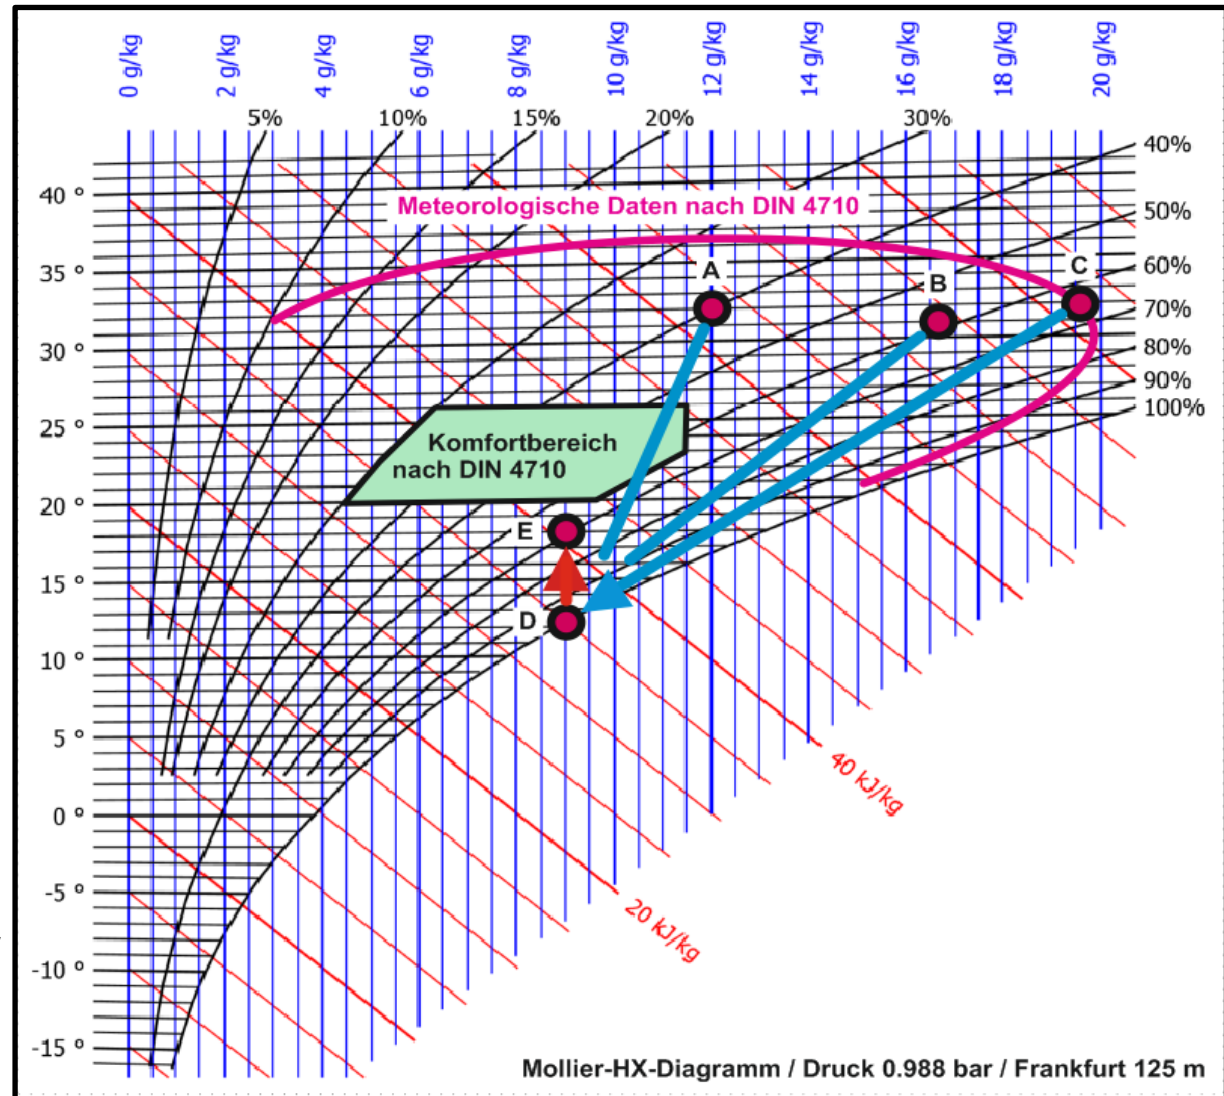 0 g/kg
2 g/kg
4 g/kg
6 g/kg
8 g/kg
10 g/kg
12 g/kg
14 g/kg
16 g/kg
18 g/kg
20 g/kg
5%
10%
15%
20%
30%
40%
50%
60%
70%
80%
90%
100%
40 °
35 °
30 °
25 °
20 °
15 °
10 °
5 °
0 °
-5 °
-10 °
-15 °
Meteorologische Daten nach DIN 4710
A
B
C
Komfortbereich
nach DIN 4710
E
D
40 kJ/kg
20 kJ/kg
Mollier-HX-Diagramm / Druck 0.988 bar / Frankfurt 125 m